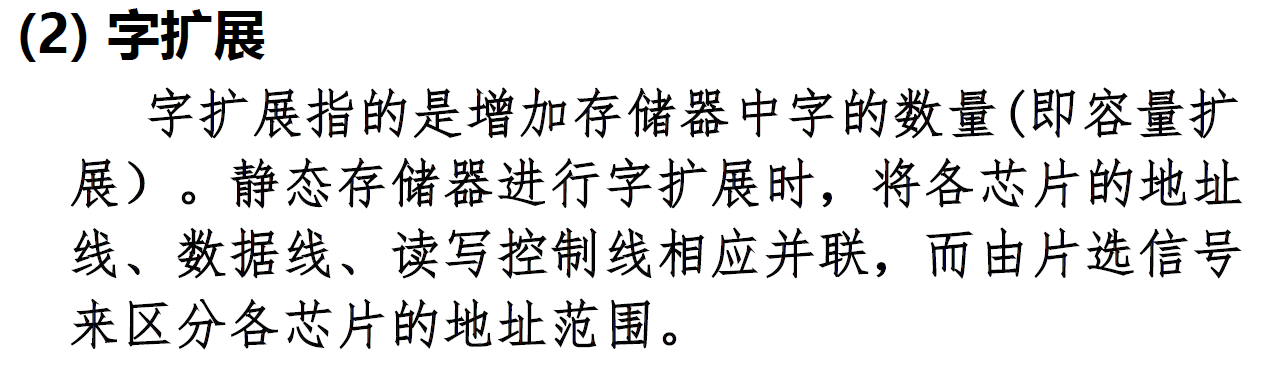 (2) 字扩展
字扩展指的是增加存储器中字的数量(即容量扩
展）。静态存储器进行字扩展时，将各芯片的地址
线、数据线、读写控制线相应并联，而由片选信号
来区分各芯片的地址范围。